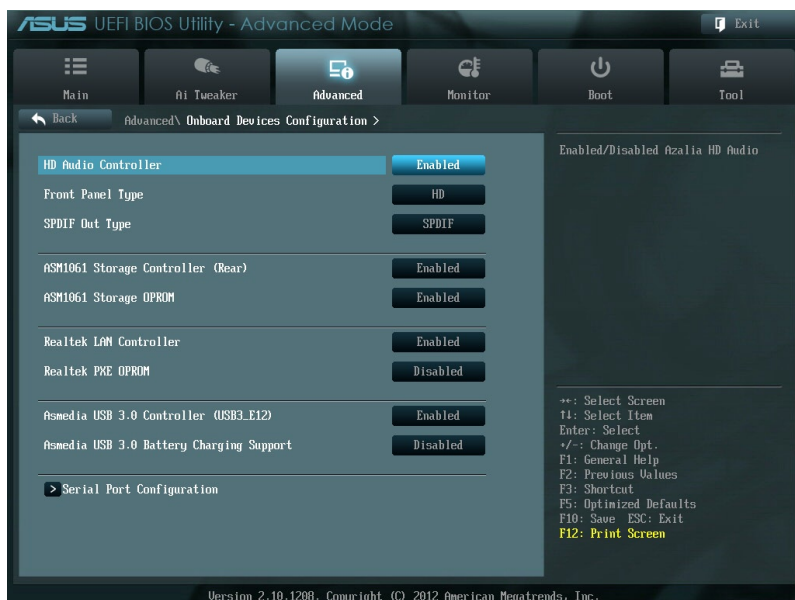 ASUS UEFI BIOS Utility - Advanced Mode
Exit
Main
Ai Tweaker
Advanced
Monitor
Boot
Tool
Back
Advanced\ Onboard Devices Configuration >
HD Audio Controller Enabled
Front Panel Type HD
SPDIF Out Type SPDIF
ASM1061 Storage Controller (Rear) Enabled
ASM1061 Storage OPROM Enabled
Realtek LAN Controller Enabled
Realtek PXE OPROM Disabled
Asmedia USB 3.0 Controller (USB3_E12) Enabled
Asmedia USB 3.0 Battery Charging Support Disabled
> Serial Port Configuration
Enabled/Disabled Azalia HD Audio
→←: Select Screen
↑↓: Select Item
Enter: Select
+/-: Change Opt.
F1: General Help
F2: Previous Values
F3: Shortcut
F5: Optimized Defaults
F10: Save ESC: Exit
F12: Print Screen
Version 2.10.1208. Copyright (C) 2012 American Megatrends, Inc.